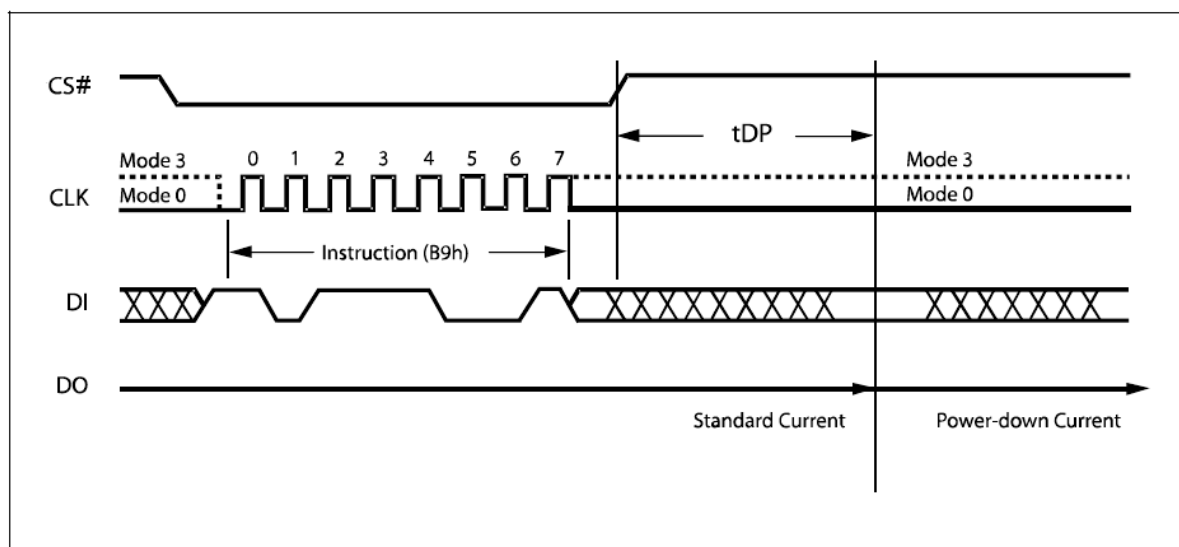 CS#
tDP
Mode 3 0 1 2 3 4 5 6 7 Mode 3
CLK Mode 0 Mode 0
Instruction (B9h)
DI
DO
Standard Current Power-down Current